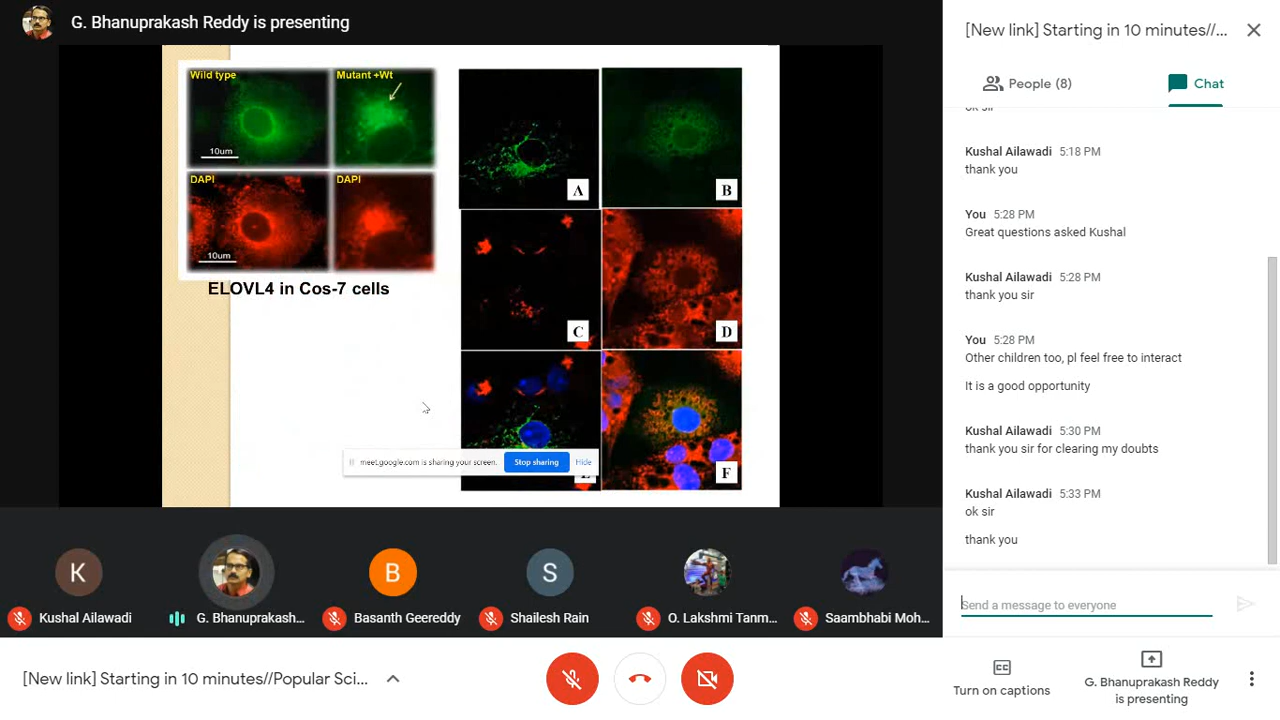 G. Bhanuprakash Reddy is presenting
Wild type
Mutant +Wt
10um
DAPI
DAPI
10um
ELOVL4 in Cos-7 cells
A
B
C
D
E
F
meet.google.com is sharing your screen.
Stop sharing
Hide
K
B
S
Kushal Ailawadi
G. Bhanuprakash...
Basanth Geereddy
Shailesh Rain
O. Lakshmi Tanm...
Saambhabi Moh...
[New link] Starting in 10 minutes//Popular Sci...
[New link] Starting in 10 minutes//...
People (8)
Chat
ok sir
Kushal Ailawadi 5:18 PM
thank you
You 5:28 PM
Great questions asked Kushal
Kushal Ailawadi 5:28 PM
thank you sir
You 5:28 PM
Other children too, pl feel free to interact
It is a good opportunity
Kushal Ailawadi 5:30 PM
thank you sir for clearing my doubts
Kushal Ailawadi 5:33 PM
ok sir
thank you
Send a message to everyone
Turn on captions
G. Bhanuprakash Reddy
is presenting